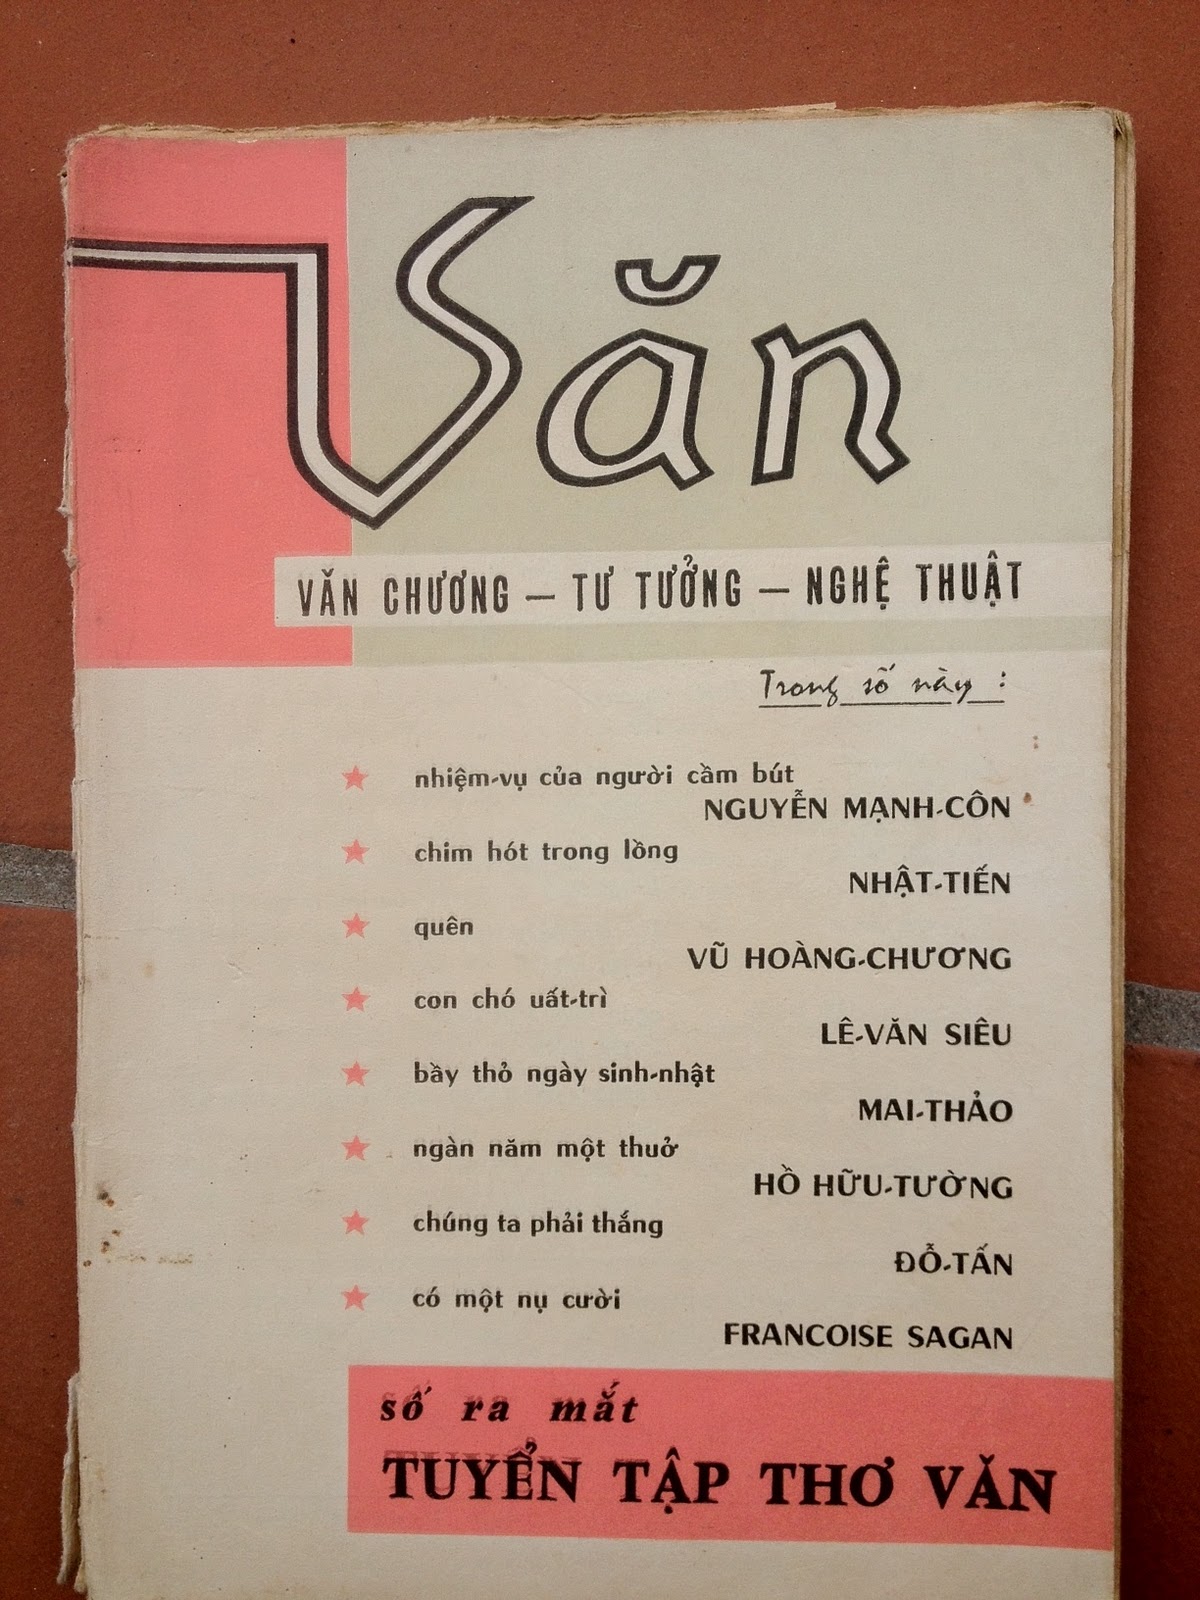 Văn
VĂN CHƯƠNG — TƯ TƯỞNG — NGHỆ THUẬT
Trong số này :
nhiệm-vụ của người cầm bút
NGUYỄN MẠNH-CÔN
chim hót trong lồng
NHẬT-TIẾN
quên
VŨ HOÀNG-CHƯƠNG
con chó uất-trì
LÊ-VĂN SIÊU
bầy thỏ ngày sinh-nhật
MAI-THẢO
ngàn năm một thuở
HỒ HỮU-TƯỜNG
chúng ta phải thắng
ĐỖ-TẤN
có một nụ cười
FRANCOISE SAGAN
số ra mắt
TUYỂN TẬP THƠ VĂN